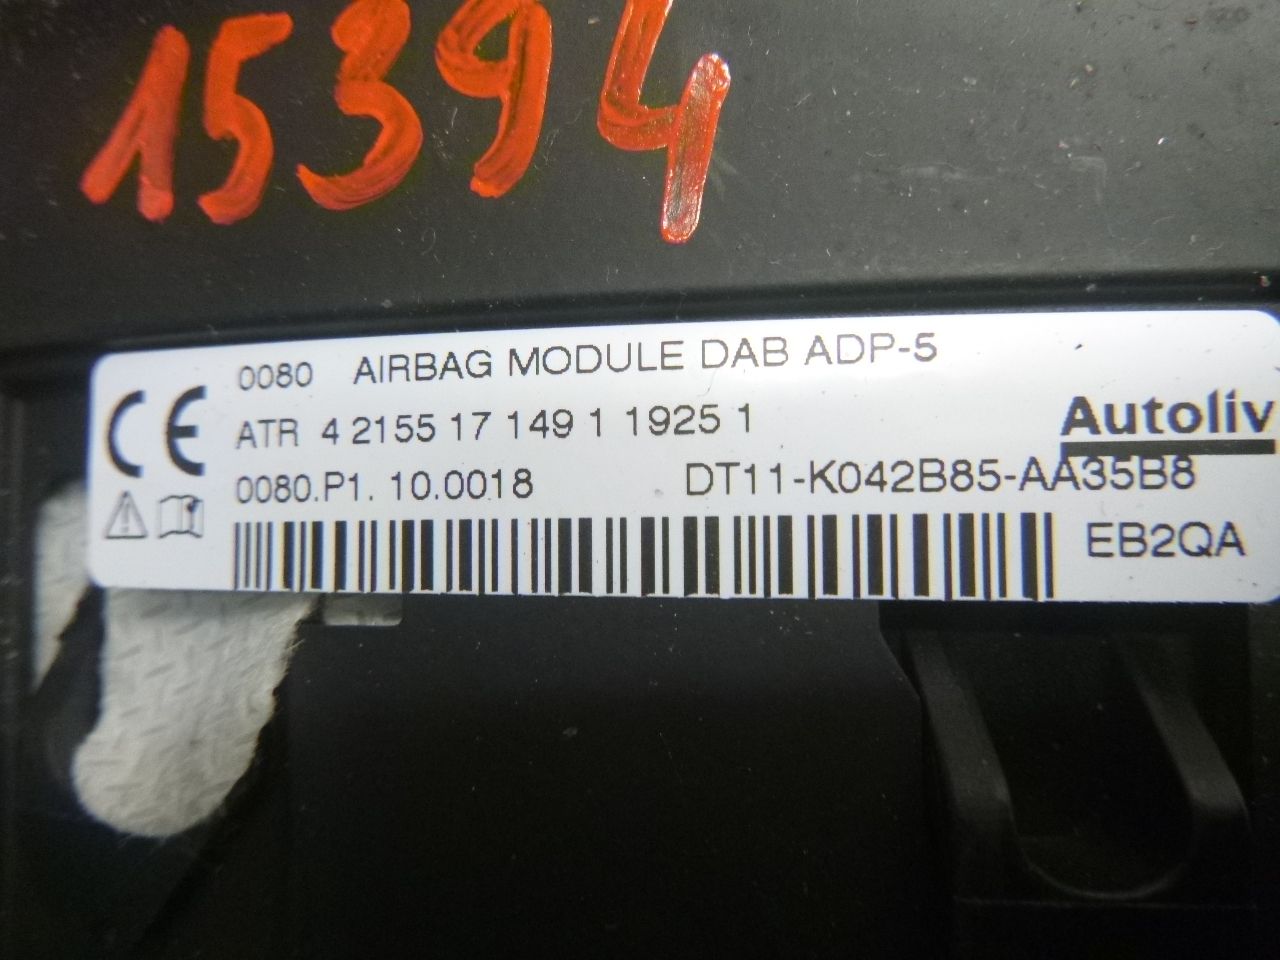 15394
0080 AIRBAG MODULE DAB ADP-5
CE
ATR 4 2155 17 149 1 1925 1
Autoliv
0080.P1. 10.0018 DT11-K042B85-AA35B8
EB2QA